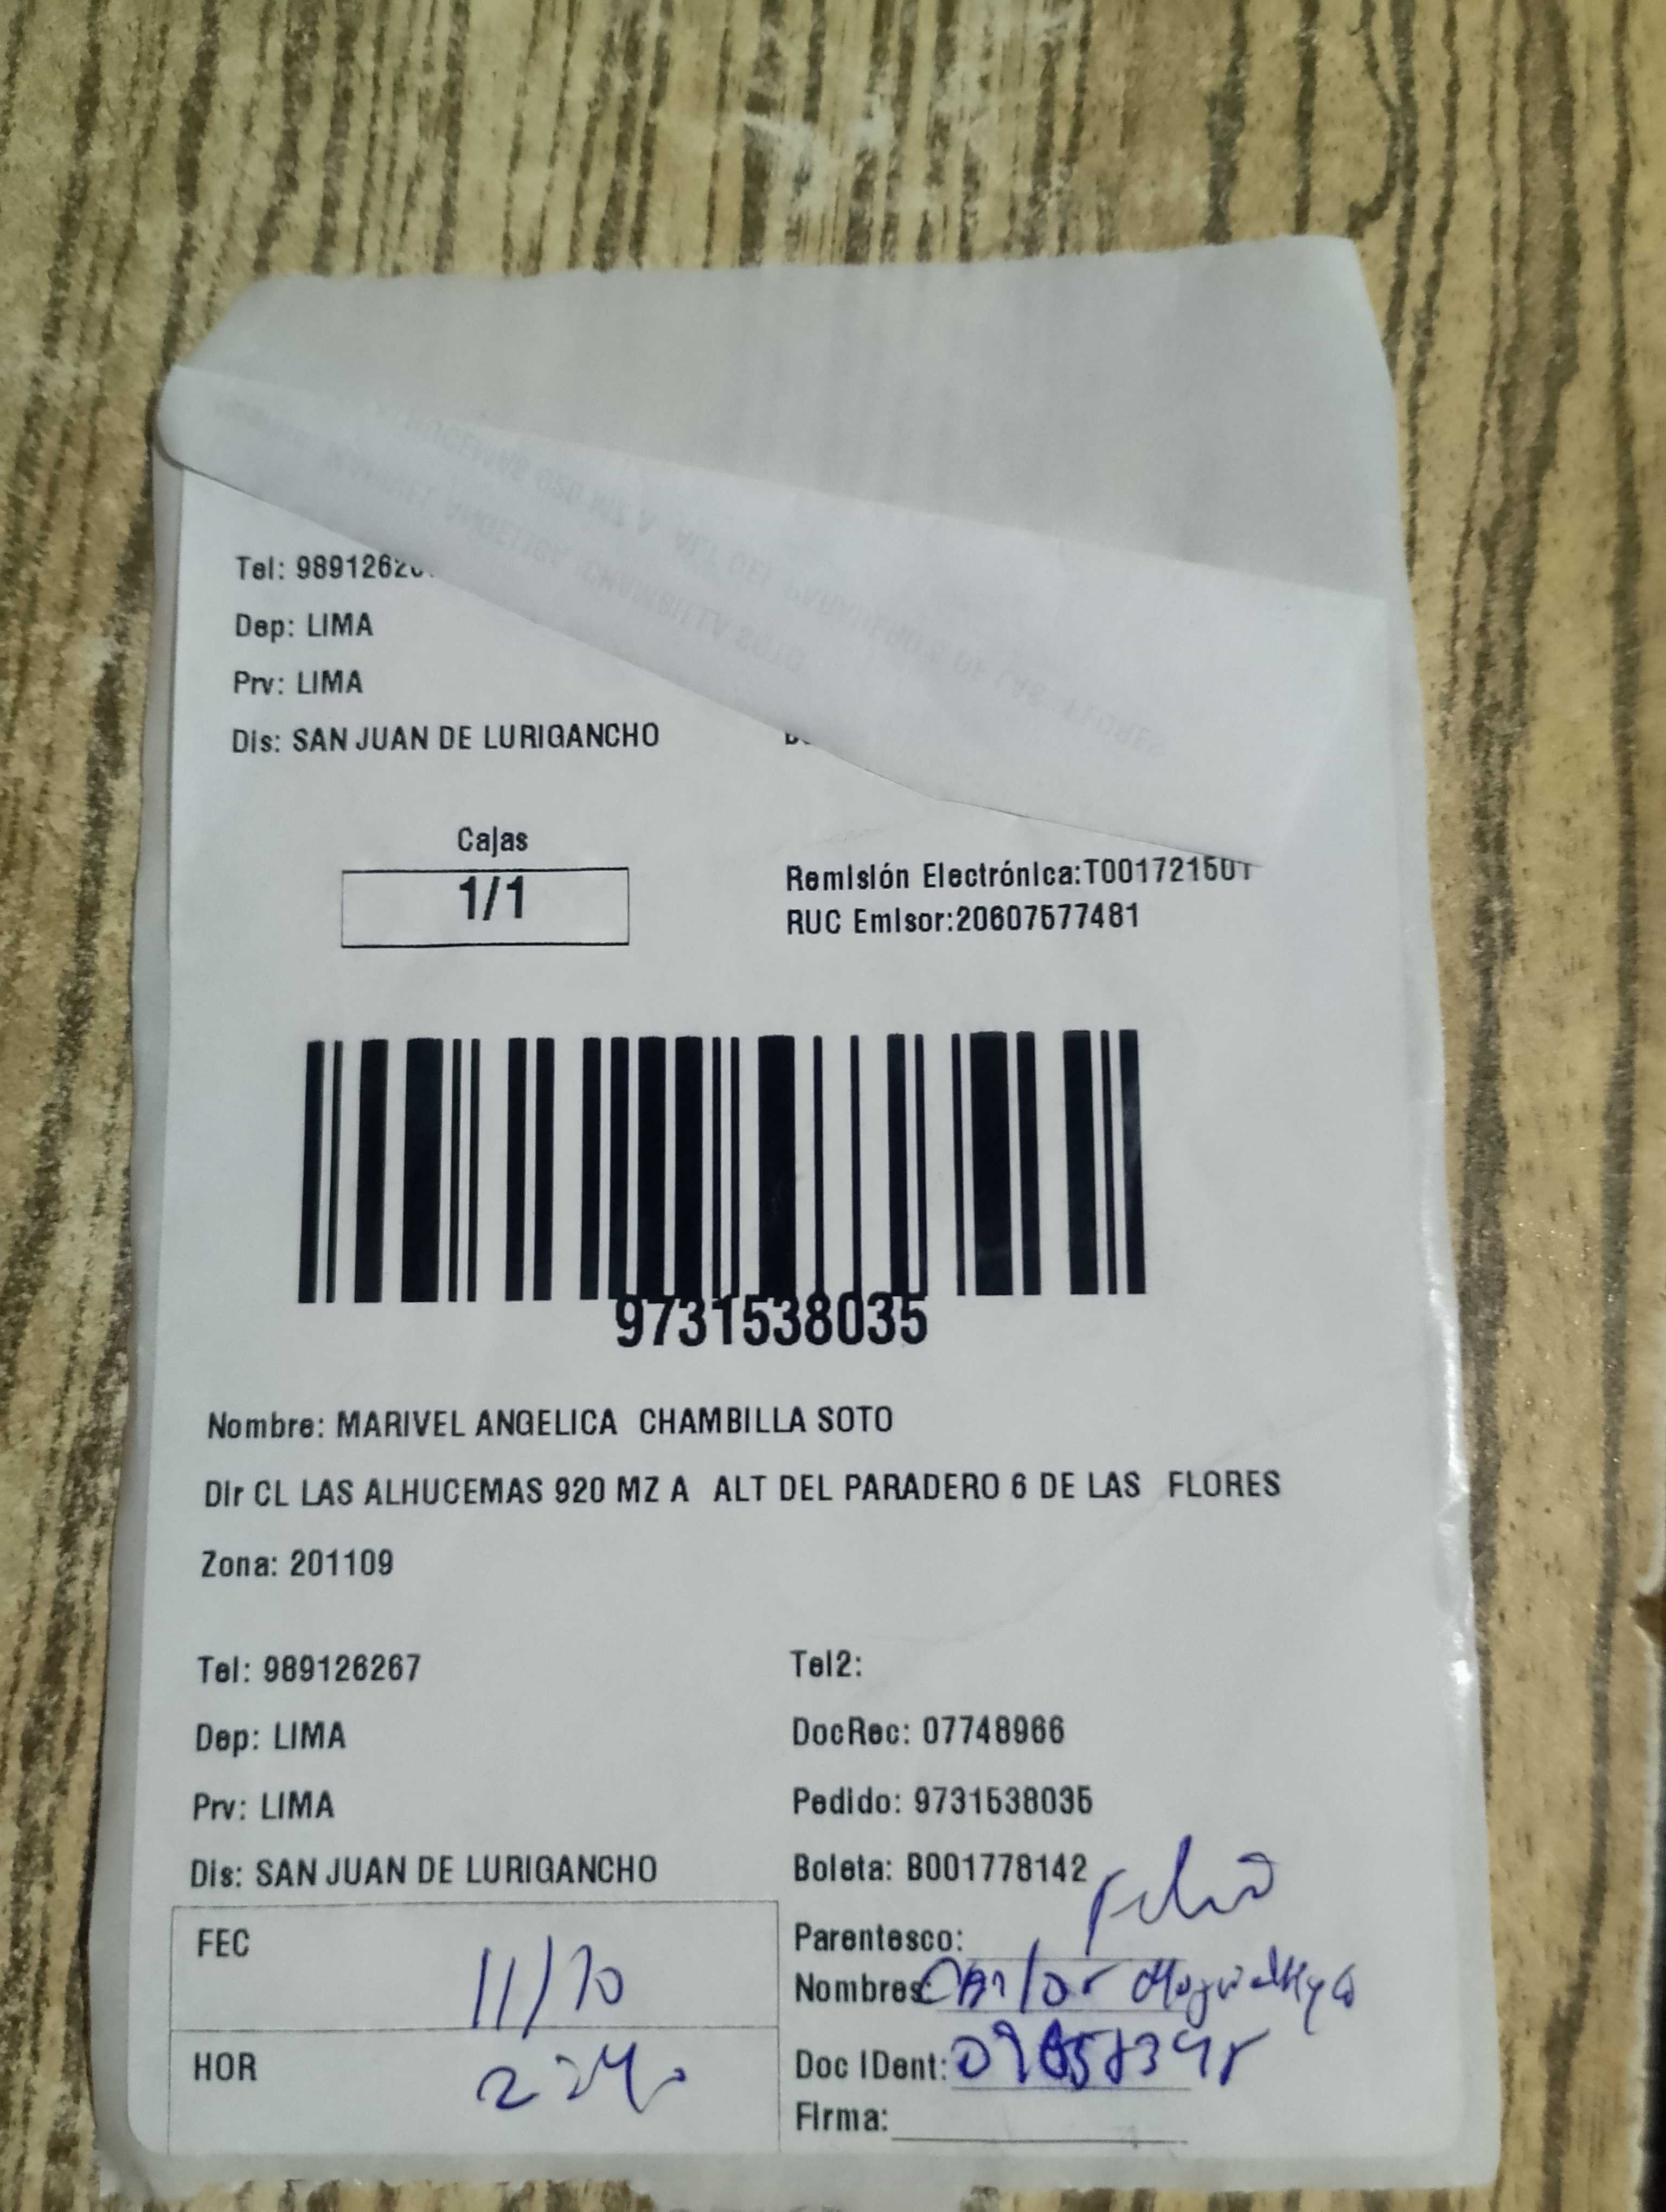 Tel: 9891262
Dep: LIMA
Prv: LIMA
Dis: SAN JUAN DE LURIGANCHO
Cajas
1/1
Remisión Electrónica:T001721501
RUC Emisor:20607577481
9731538035
Nombre: MARIVEL ANGELICA CHAMBILLA SOTO
Dir CL LAS ALHUCEMAS 920 MZ A ALT DEL PARADERO 6 DE LAS FLORES
Zona: 201109
Tel: 989126267
Tel2:
Dep: LIMA
DocRec: 07748966
Prv: LIMA
Pedido: 9731538035
Dis: SAN JUAN DE LURIGANCHO
Boleta: B001778142
FEC 11/10
Parentesco:
Nombres: Carlos
HOR
Doc IDent:
Firma: